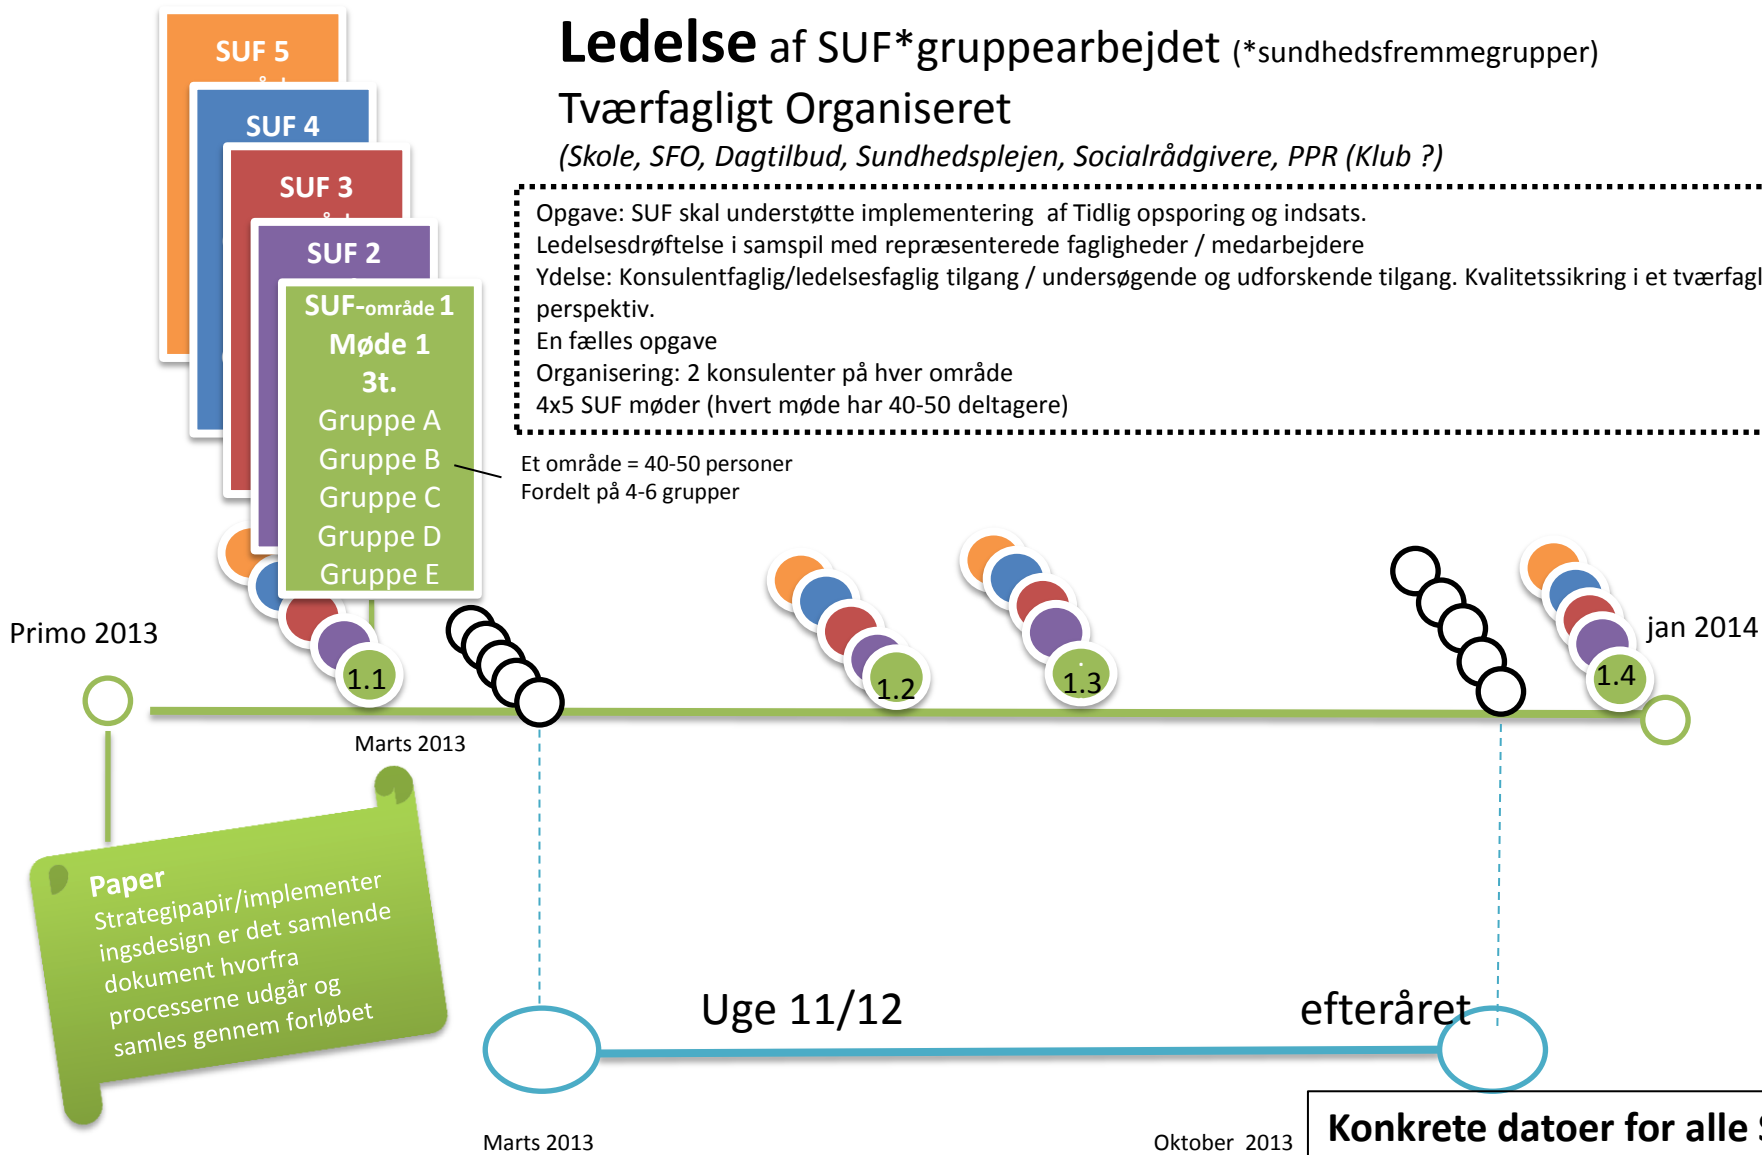 Ledelse af SUF*gruppearbejdet (*sundhedsfremmegrupper)
Tværfagligt Organiseret
(Skole, SFO, Dagtilbud, Sundhedsplejen, Socialrådgivere, PPR (Klub ?)
SUF 5
SUF 4
SUF 3
SUF 2
SUF-område 1
Møde 1
3t.
Gruppe A
Gruppe B
Gruppe C
Gruppe D
Gruppe E
Opgave: SUF skal understøtte implementering af Tidlig opsporing og indsats.
Ledelsesdrøftelse i samspil med repræsenterede fagligheder / medarbejdere
Ydelse: Konsulentfaglig/ledelsesfaglig tilgang / undersøgende og udforskende tilgang. Kvalitetssikring i et tværfagl
perspektiv.
En fælles opgave
Organisering: 2 konsulenter på hver område
4x5 SUF møder (hvert møde har 40-50 deltagere)
Et område = 40-50 personer
Fordelt på 4-6 grupper
Primo 2013
jan 2014
1.1
1.2
1.3
1.4
Marts 2013
Paper
Strategipapir/implementer
ingsdesign er det samlende
dokument hvorfra
processerne udgår og
samles gennem forløbet
Uge 11/12
efteråret
Marts 2013
Oktober 2013
Konkrete datoer for alle S